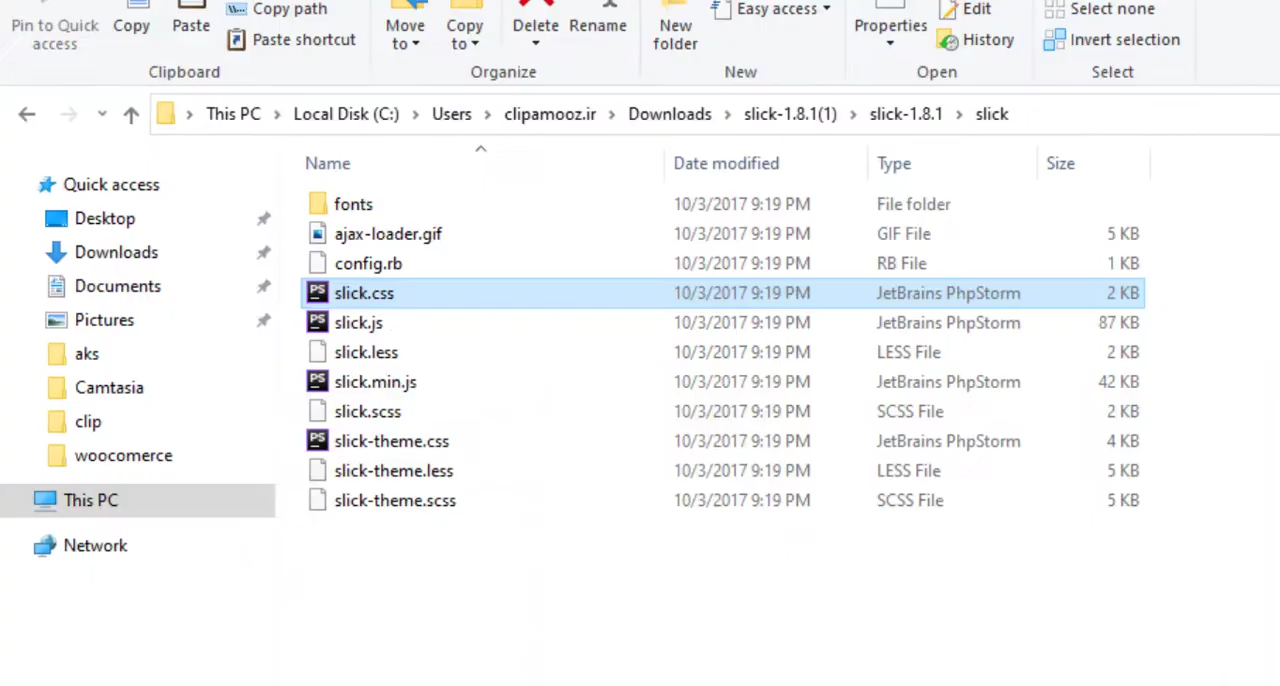 Pin to Quick access
Copy
Paste
Copy path
Paste shortcut
Clipboard
Move to
Copy to
Delete
Rename
Organize
New folder
Easy access
New
Properties
Edit
History
Open
Select none
Invert selection
Select
This PC > Local Disk (C:) > Users > clipamooz.ir > Downloads > slick-1.8.1(1) > slick-1.8.1 > slick
Quick access
Desktop
Downloads
Documents
Pictures
aks
Camtasia
clip
woocomerce
This PC
Network
Name Date modified Type Size
fonts 10/3/2017 9:19 PM File folder
ajax-loader.gif 10/3/2017 9:19 PM GIF File 5 KB
config.rb 10/3/2017 9:19 PM RB File 1 KB
PS slick.css 10/3/2017 9:19 PM JetBrains PhpStorm 2 KB
PS slick.js 10/3/2017 9:19 PM JetBrains PhpStorm 87 KB
slick.less 10/3/2017 9:19 PM LESS File 2 KB
PS slick.min.js 10/3/2017 9:19 PM JetBrains PhpStorm 42 KB
slick.scss 10/3/2017 9:19 PM SCSS File 2 KB
PS slick-theme.css 10/3/2017 9:19 PM JetBrains PhpStorm 4 KB
slick-theme.less 10/3/2017 9:19 PM LESS File 5 KB
slick-theme.scss 10/3/2017 9:19 PM SCSS File 5 KB